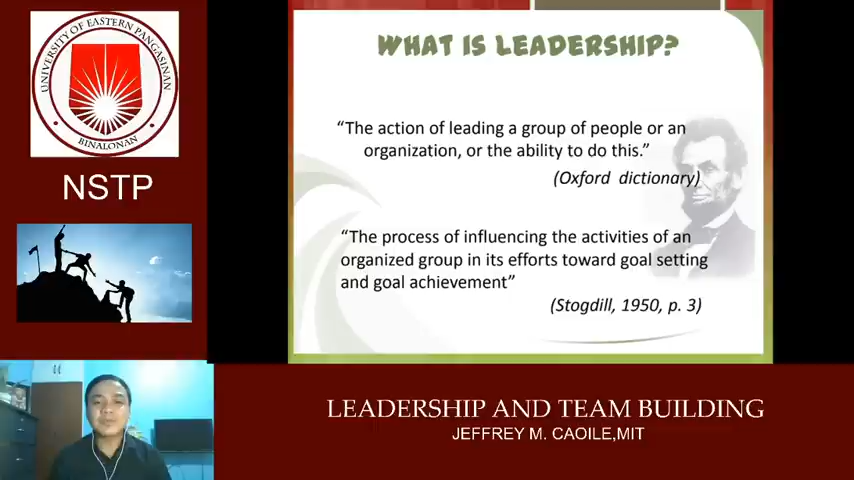 UNIVERSITY OF EASTERN PANGASINAN
BINALONAN
NSTP
WHAT IS LEADERSHIP?
“The action of leading a group of people or an
organization, or the ability to do this.”
(Oxford dictionary)
“The process of influencing the activities of an
organized group in its efforts toward goal setting
and goal achievement”
(Stogdill, 1950, p. 3)
LEADERSHIP AND TEAM BUILDING
JEFFREY M. CAOILE,MIT